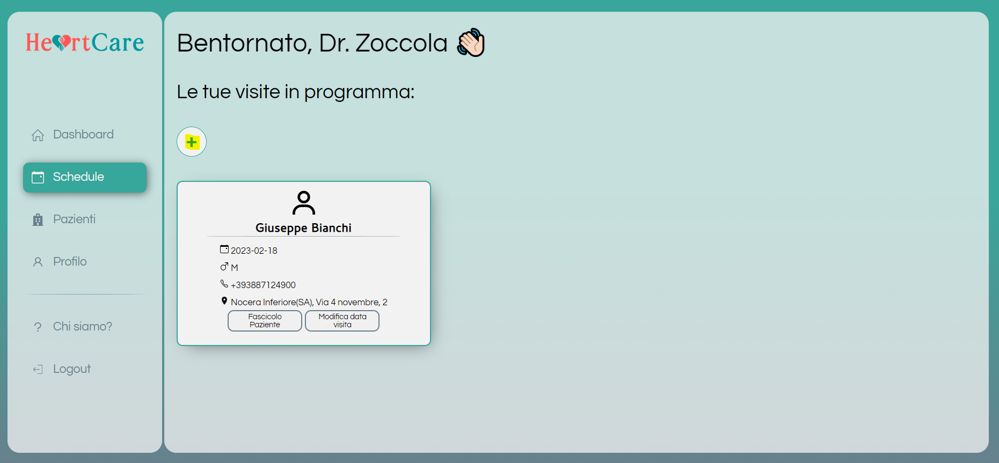 HeartCare
Dashboard
Schedule
Pazienti
Profilo
Chi siamo?
Logout
Bentornato, Dr. Zoccola
Le tue visite in programma:
+
Giuseppe Bianchi
2023-02-18
M
+393887124900
Nocera Inferiore(SA), Via 4 novembre, 2
Fascicolo
Paziente
Modifica data
visita